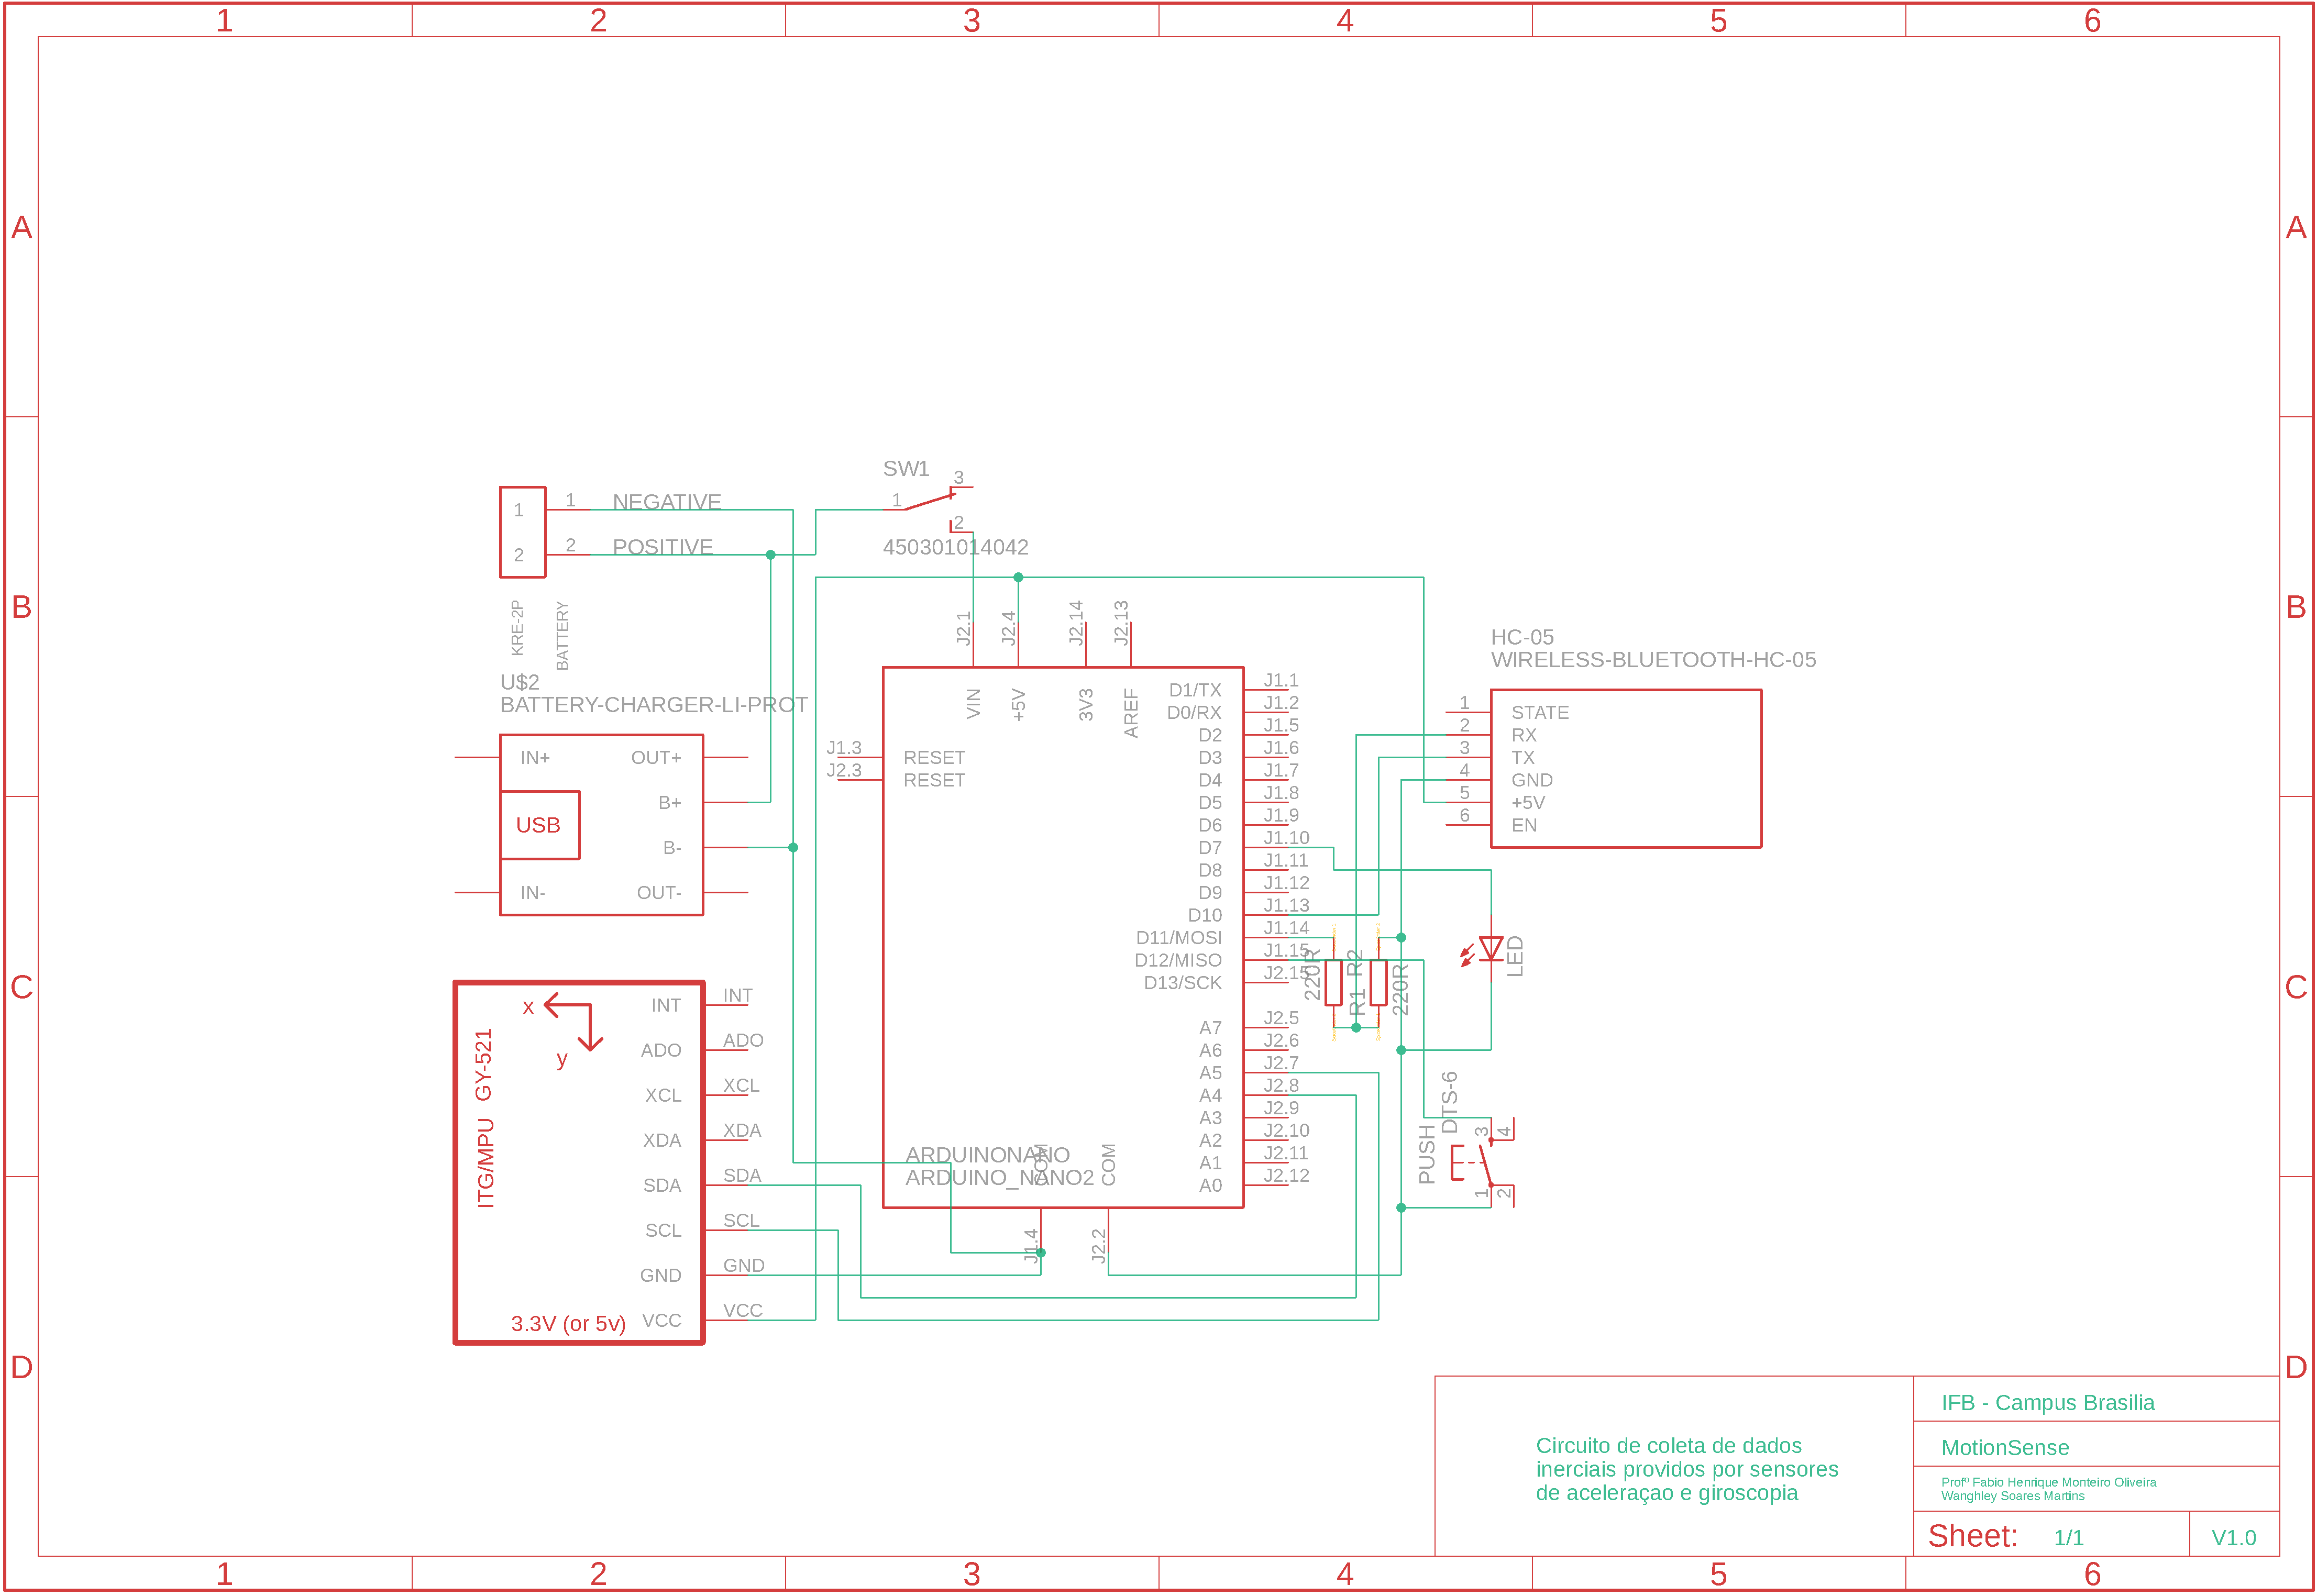 1 2 3 4 5 6
A A
B B
C C
D D
1 2 3 4 5 6
1 1 NEGATIVE
2 2 POSITIVE
KRE-2P
BATTERY
SW1
3
1
2
450301014042
U$2
BATTERY-CHARGER-LI-PROT
IN+ OUT+
B+
USB
B-
IN- OUT-
x
y
ITG/MPU GY-521
INT INT
ADO ADO
XCL XCL
XDA XDA
SDA SDA
SCL SCL
GND GND
3.3V (or 5v) VCC VCC
J2.1 J2.4 J2.14 J2.13
VIN +5V 3V3 AREF
J1.3 RESET
J2.3 RESET
D1/TX J1.1
D0/RX J1.2
D2 J1.5
D3 J1.6
D4 J1.7
D5 J1.8
D6 J1.9
D7 J1.10
D8 J1.11
D9 J1.12
D10 J1.13
D11/MOSI J1.14
D12/MISO J1.15
D13/SCK J2.15
A7 J2.5
A6 J2.6
A5 J2.7
A4 J2.8
A3 J2.9
A2 J2.10
A1 J2.11
A0 J2.12
ARDUINONANO
ARDUINO_NANO2
COM COM
J1.4 J2.2
220R R1
R2 220R
HC-05
WIRELESS-BLUETOOTH-HC-05
1 STATE
2 RX
3 TX
4 GND
5 +5V
6 EN
LED
DTS-6
PUSH
3 4
1 2
Circuito de coleta de dados
inerciais providos por sensores
de aceleraçao e giroscopia
IFB - Campus Brasilia
MotionSense
Profº Fabio Henrique Monteiro Oliveira
Wanghley Soares Martins
Sheet: 1/1 V1.0